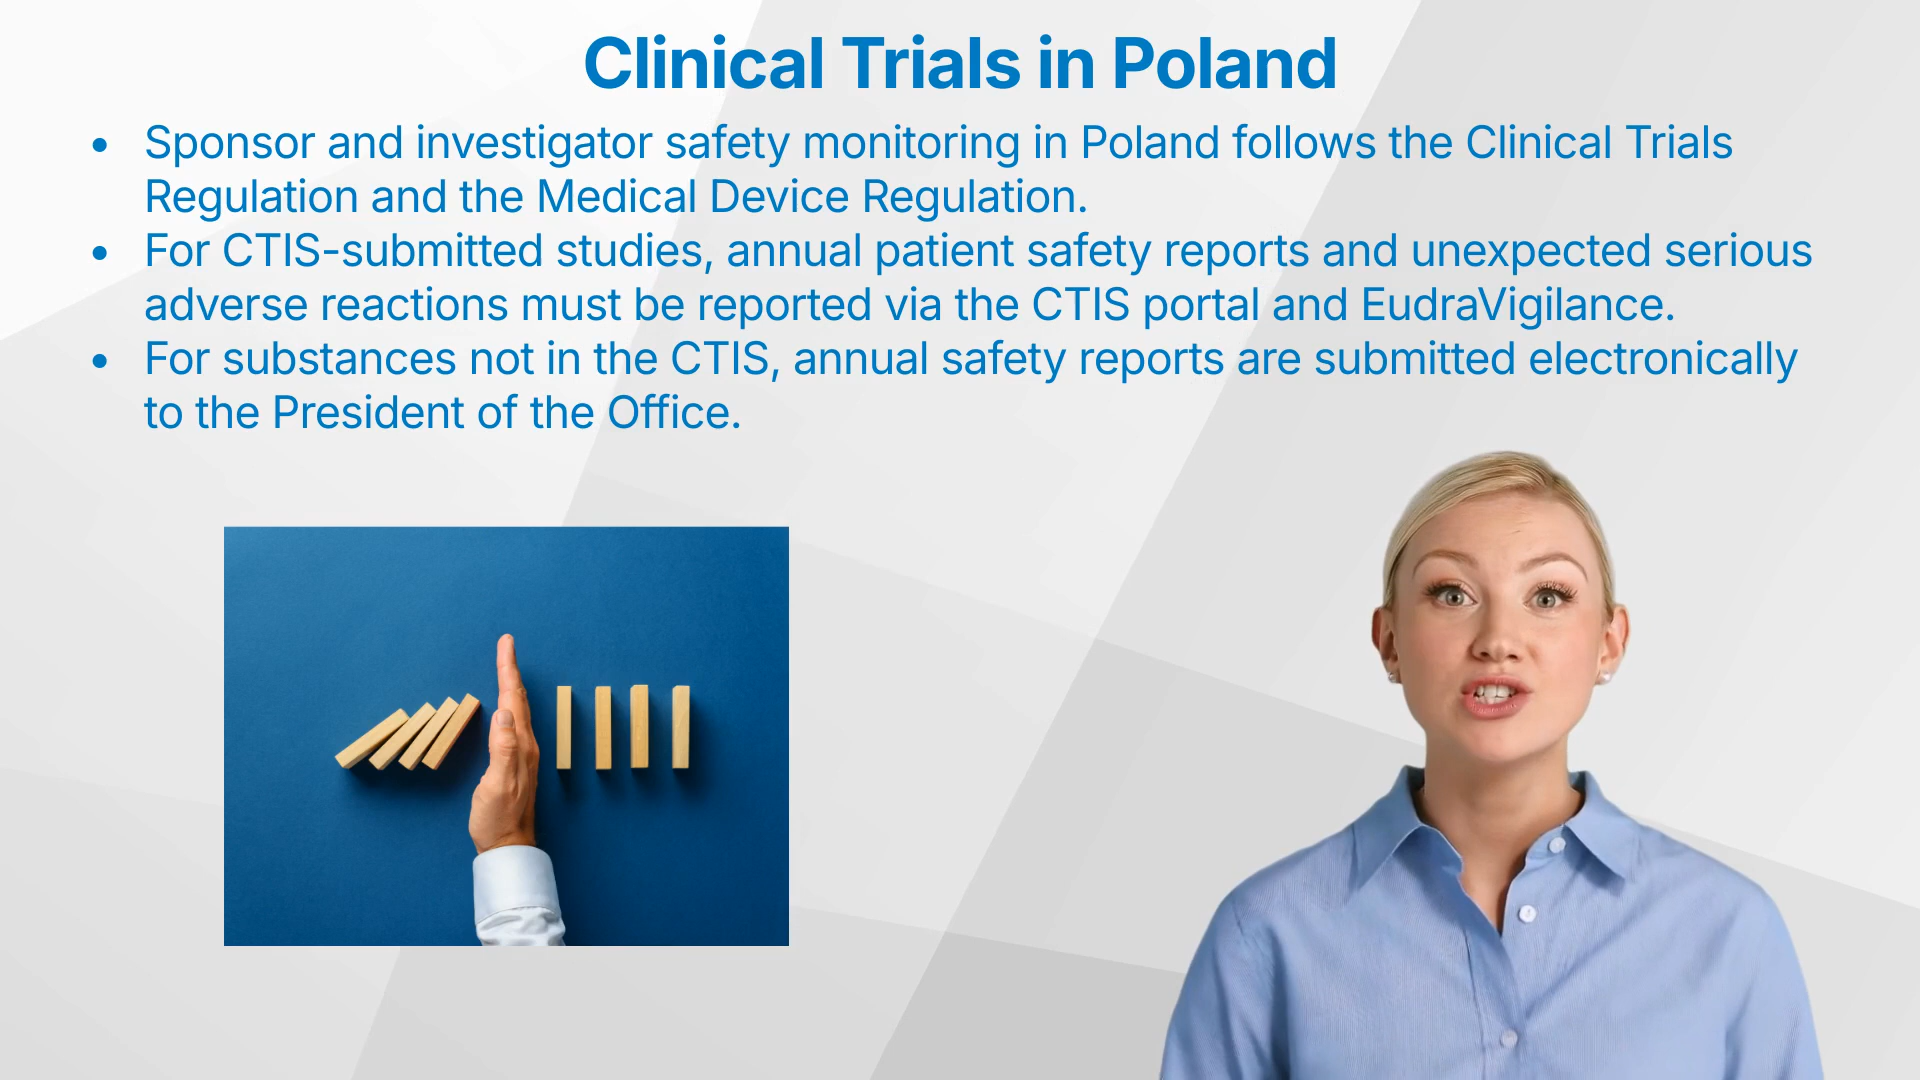 Clinical Trials in Poland
• Sponsor and investigator safety monitoring in Poland follows the Clinical Trials
Regulation and the Medical Device Regulation.
• For CTIS-submitted studies, annual patient safety reports and unexpected serious
adverse reactions must be reported via the CTIS portal and EudraVigilance.
• For substances not in the CTIS, annual safety reports are submitted electronically
to the President of the Office.